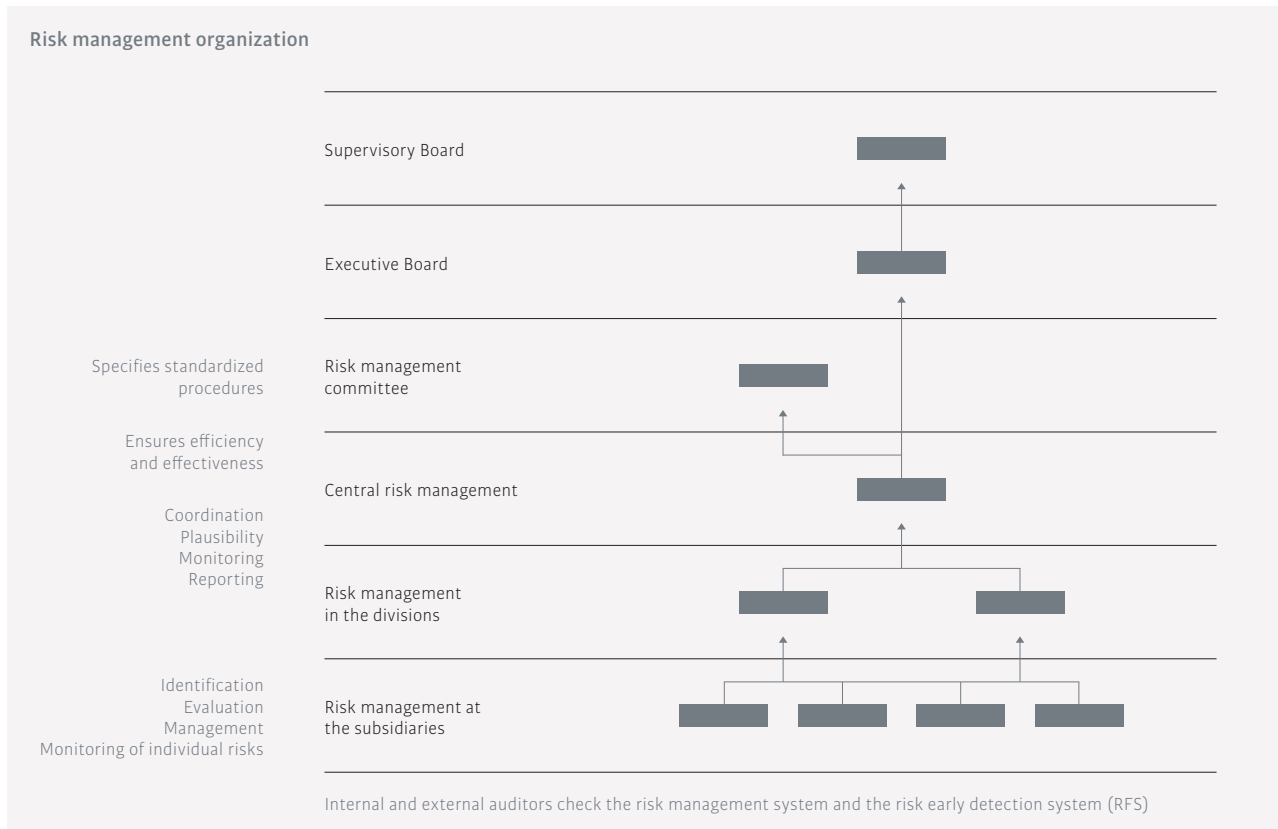 Risk management organization
Supervisory Board
Executive Board
Specifies standardized
procedures
Risk management
committee
Ensures efficiency
and effectiveness
Central risk management
Coordination
Plausibility
Monitoring
Reporting
Risk management
in the divisions
Identification
Evaluation
Management
Monitoring of individual risks
Risk management at
the subsidiaries
Internal and external auditors check the risk management system and the risk early detection system (RFS)